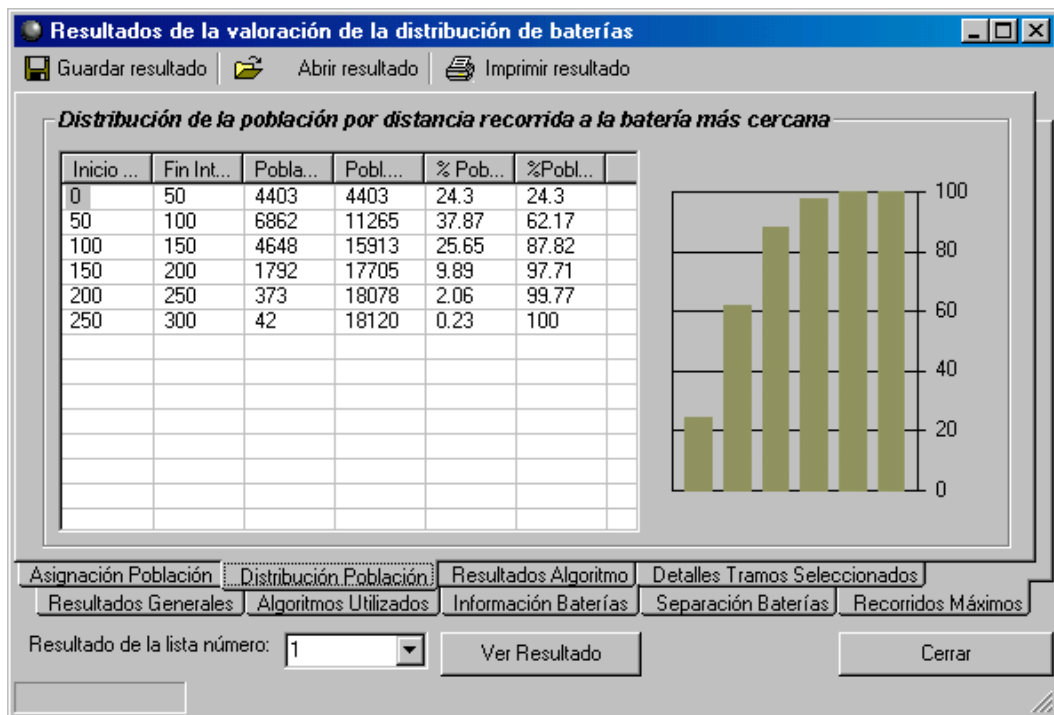 Resultados de la valoración de la distribución de baterías
Guardar resultado Abrir resultado Imprimir resultado
Distribución de la población por distancia recorrida a la batería más cercana
Inicio ... Fin Int... Pobla... Pobl.... % Pob... %Pobl...
0 50 4403 4403 24.3 24.3
50 100 6862 11265 37.87 62.17
100 150 4648 15913 25.65 87.82
150 200 1792 17705 9.89 97.71
200 250 373 18078 2.06 99.77
250 300 42 18120 0.23 100
100
80
60
40
20
0
Asignación Población Distribución Población Resultados Algoritmo Detalles Tramos Seleccionados
Resultados Generales Algoritmos Utilizados Información Baterías Separación Baterías Recorridos Máximos
Resultado de la lista número: 1 Ver Resultado Cerrar